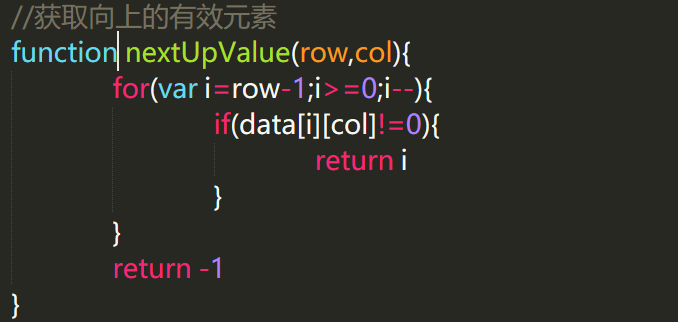 //获取向上的有效元素
function nextUpValue(row,col){
for(var i=row-1;i>=0;i--){
if(data[i][col]!=0){
return i
}
}
return -1
}